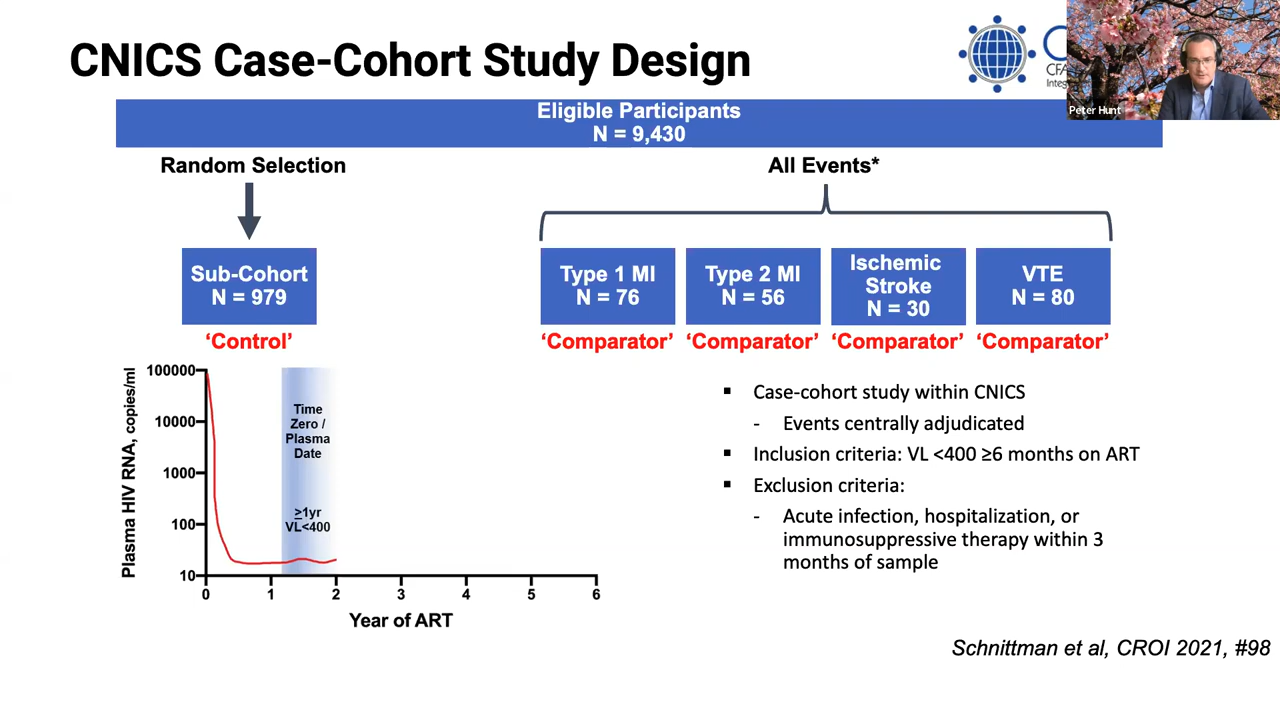 CNICS Case-Cohort Study Design
Peter Hunt
Eligible Participants
N = 9,430
Random Selection
All Events*
Sub-Cohort
N = 979
Type 1 MI
N = 76
Type 2 MI
N = 56
Ischemic
Stroke
N = 30
VTE
N = 80
‘Control’
‘Comparator’
‘Comparator’
‘Comparator’
‘Comparator’
Plasma HIV RNA, copies/ml
100000
10000
1000
100
10
Time
Zero /
Plasma
Date
≥1yr
VL<400
0 1 2 3 4 5 6
Year of ART
▪ Case-cohort study within CNICS
- Events centrally adjudicated
▪ Inclusion criteria: VL <400 ≥6 months on ART
▪ Exclusion criteria:
- Acute infection, hospitalization, or
immunosuppressive therapy within 3
months of sample
Schnittman et al, CROI 2021, #98